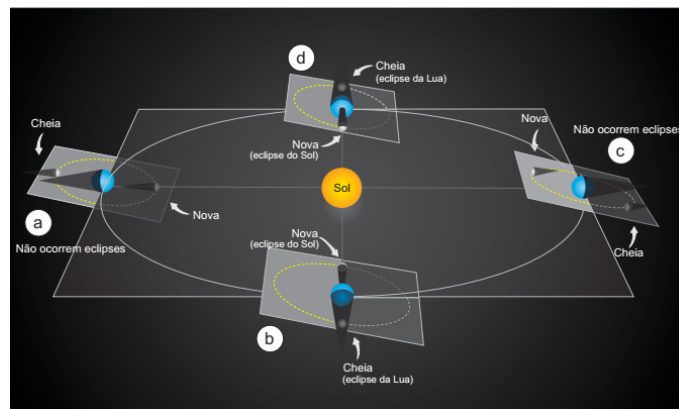 d
Cheia
(eclipse da Lua)
Nova
(eclipse do Sol)
Cheia
Nova
a
Não ocorrem eclipses
Sol
Nova
Não ocorrem eclipses
c
Cheia
Nova
(eclipse do Sol)
b
Cheia
(eclipse da Lua)